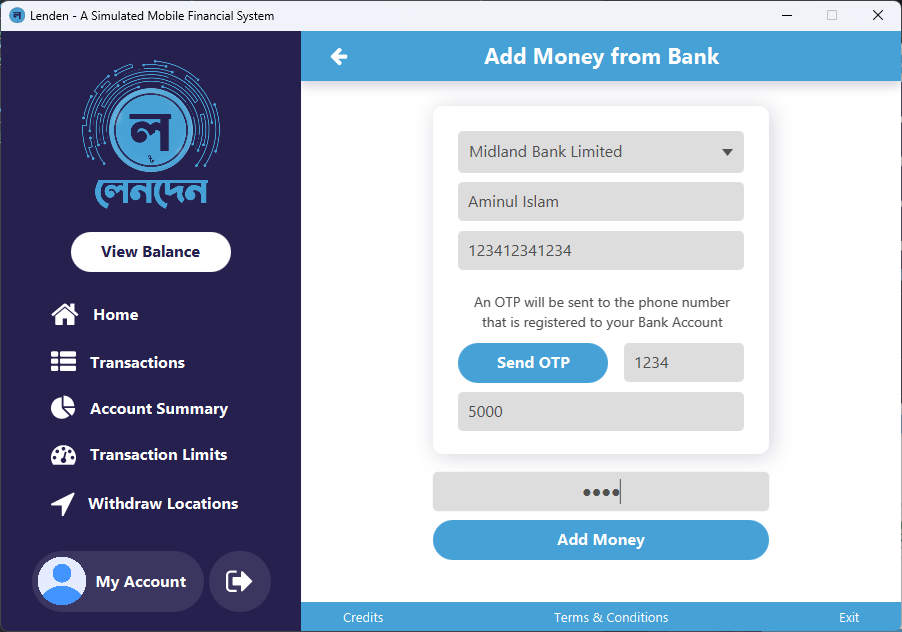 Lenden - A Simulated Mobile Financial System
ল
৳
লেনদেন
View Balance
Home
Transactions
Account Summary
Transaction Limits
Withdraw Locations
My Account
Add Money from Bank
Midland Bank Limited
Aminul Islam
123412341234
An OTP will be sent to the phone number
that is registered to your Bank Account
Send OTP
1234
5000
••••
Add Money
Credits
Terms & Conditions
Exit